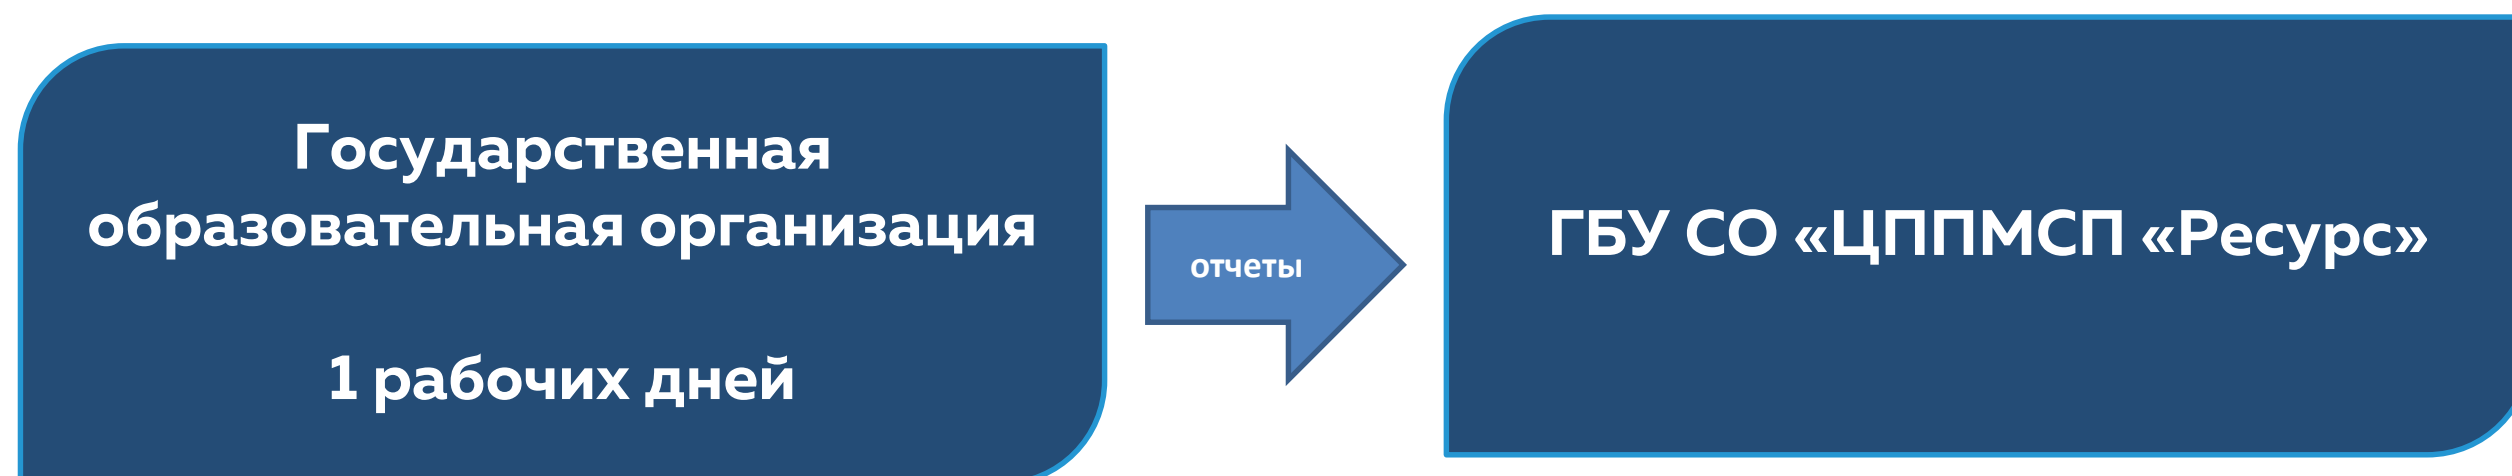 Государственная
образовательная организация
1 рабочих дней
отчеты
ГБУ СО «ЦППМСП «Ресурс»